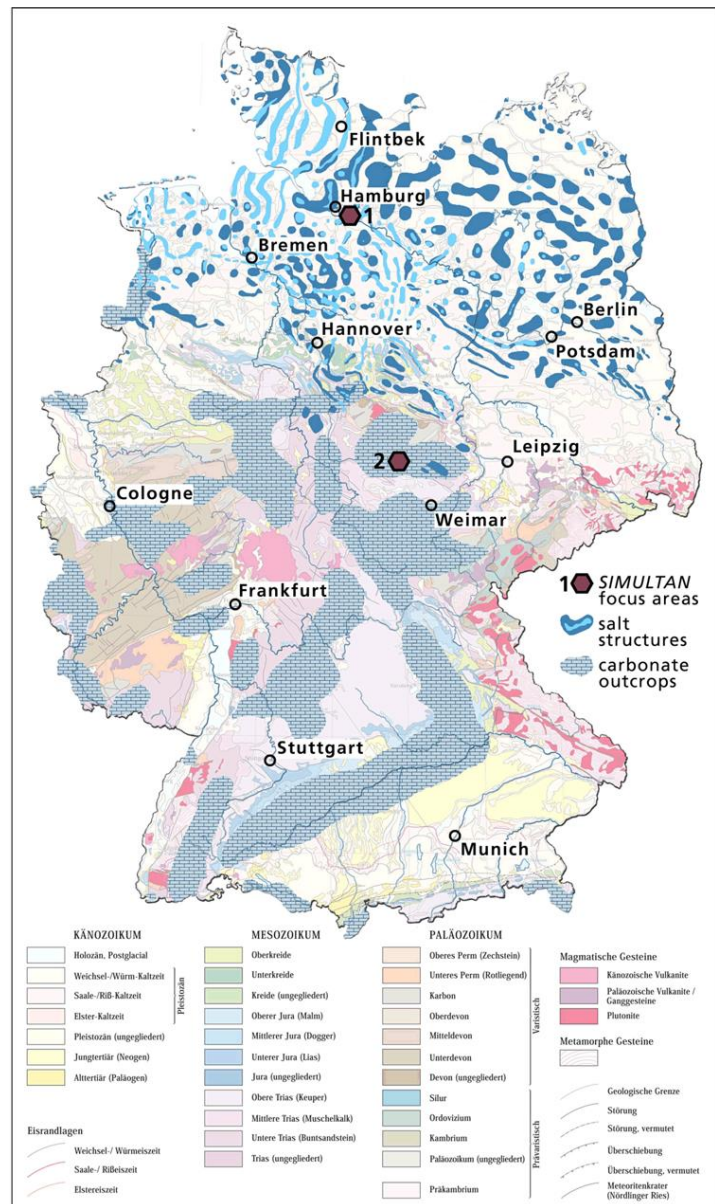 Flintbek
Hamburg
1
Bremen
Berlin
Hannover
Potsdam
Leipzig
2
Cologne
Weimar
Frankfurt
1 SIMULTAN
focus areas
salt
structures
carbonate
outcrops
Stuttgart
Munich
KÄNOZOIKUM
Holozän, Postglacial
Weichsel-/Würm-Kaltzeit
Saale-/Riß-Kaltzeit
Elster-Kaltzeit
Pleistozän (ungegliedert)
Jungtertiär (Neogen)
Alttertiär (Paläogen)
Pleistozän
Eisrandlagen
Weichsel-/ Würmeiszeit
Saale-/ Rißeiszeit
Elstereiszeit
MESOZOIKUM
Oberkreide
Unterkreide
Kreide (ungegliedert)
Oberer Jura (Malm)
Mittlerer Jura (Dogger)
Unterer Jura (Lias)
Jura (ungegliedert)
Obere Trias (Keuper)
Mittlere Trias (Muschelkalk)
Untere Trias (Buntsandstein)
Trias (ungegliedert)
PALÄOZOIKUM
Oberes Perm (Zechstein)
Unteres Perm (Rotliegend)
Karbon
Oberdevon
Mitteldevon
Unterdevon
Devon (ungegliedert)
Silur
Ordovizium
Kambrium
Paläozoikum (ungegliedert)
Präkambrium
Varistisch
Prävaristisch
Magmatische Gesteine
Känozoische Vulkanite
Paläozoische Vulkanite /
Ganggesteine
Plutonite
Metamorphe Gesteine
Geologische Grenze
Störung
Störung, vermutet
Überschiebung
Überschiebung, vermutet
Meteoritenkrater
(Nördlinger Ries)